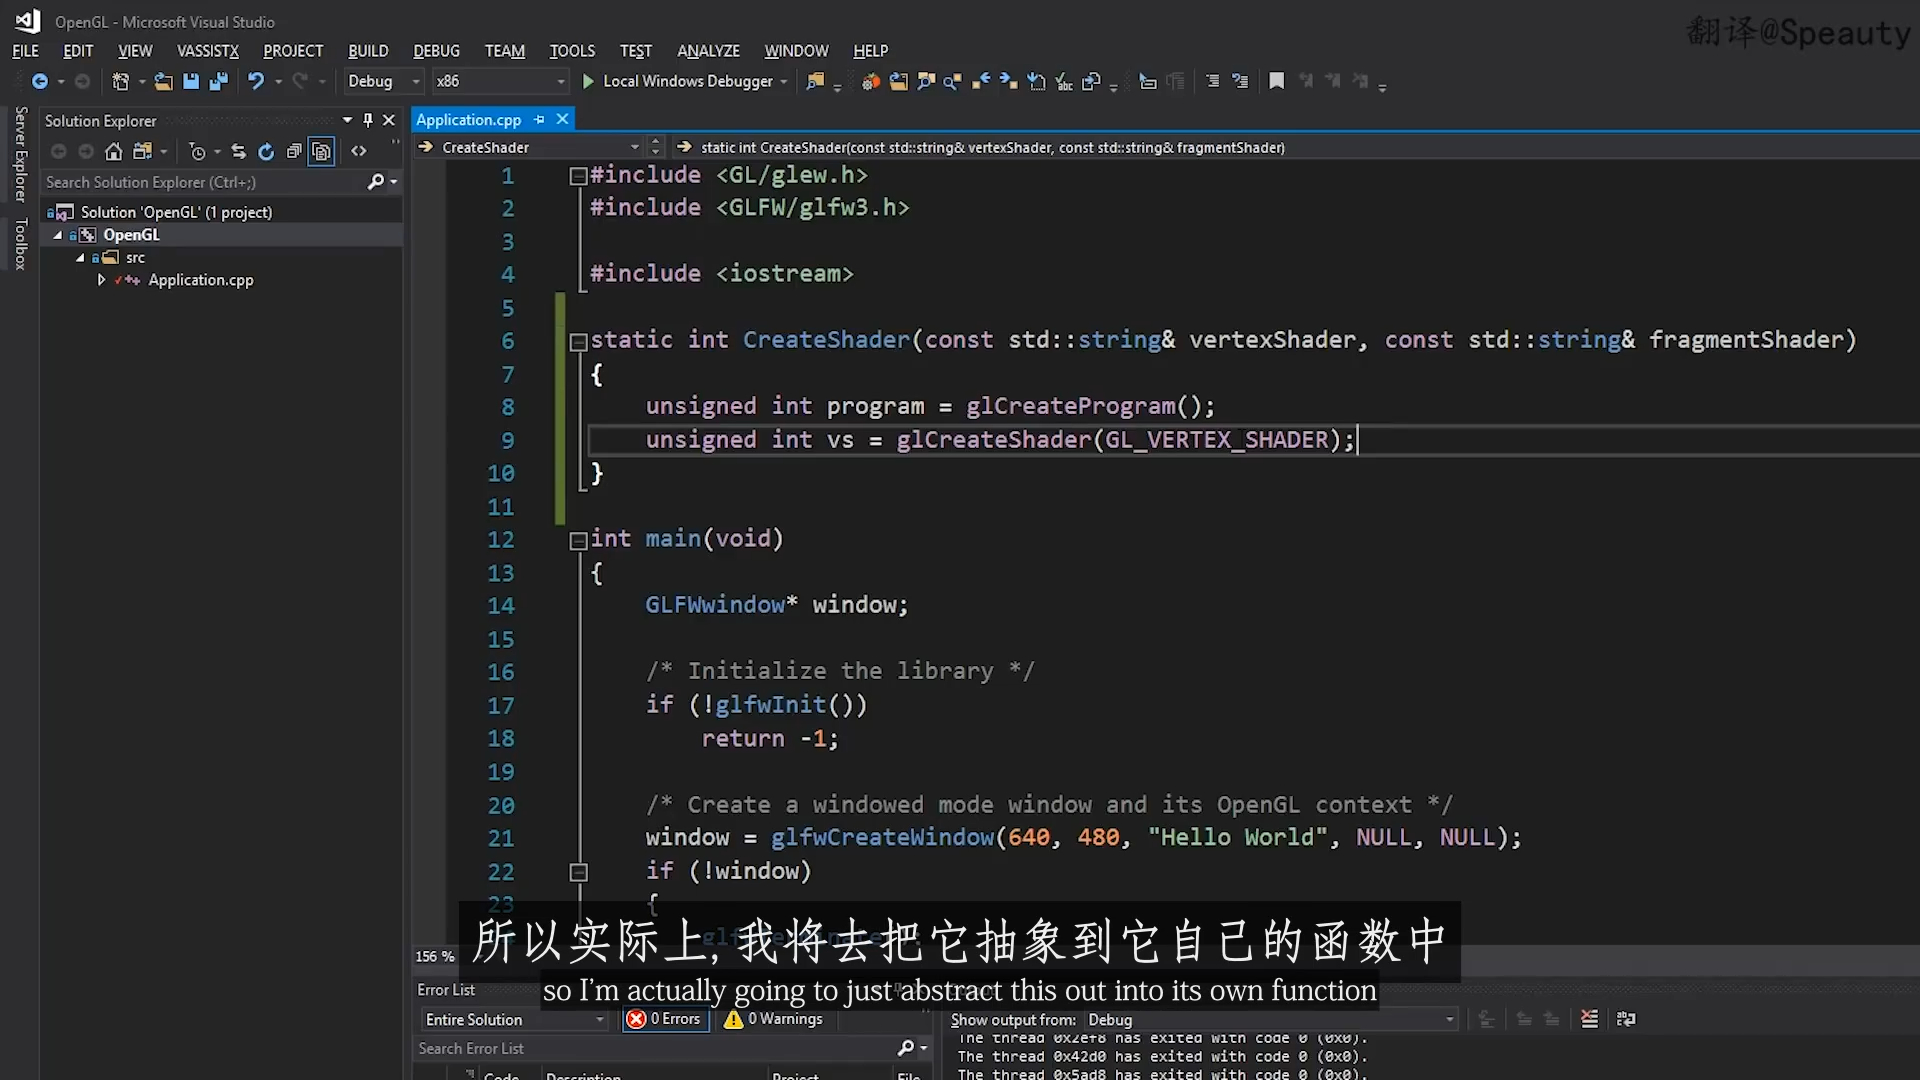 OpenGL - Microsoft Visual Studio
翻译@Speauty
FILE EDIT VIEW VASSISTX PROJECT BUILD DEBUG TEAM TOOLS TEST ANALYZE WINDOW HELP
Debug x86 Local Windows Debugger
Server Explorer
Toolbox
Solution Explorer
Search Solution Explorer (Ctrl+;)
Solution 'OpenGL' (1 project)
OpenGL
src
Application.cpp
Application.cpp
CreateShader static int CreateShader(const std::string& vertexShader, const std::string& fragmentShader)
1 #include <GL/glew.h>
2 #include <GLFW/glfw3.h>
3
4 #include <iostream>
5
6 static int CreateShader(const std::string& vertexShader, const std::string& fragmentShader)
7 {
8 unsigned int program = glCreateProgram();
9 unsigned int vs = glCreateShader(GL_VERTEX_SHADER);
10 }
11
12 int main(void)
13 {
14 GLFWwindow* window;
15
16 /* Initialize the library */
17 if (!glfwInit())
18 return -1;
19
20 /* Create a windowed mode window and its OpenGL context */
21 window = glfwCreateWindow(640, 480, "Hello World", NULL, NULL);
22 if (!window)
23 {
所以实际上, 我将去把它抽象到它自己的函数中
156 %
so I'm actually going to just abstract this out into its own function
Error List
Entire Solution 0 Errors 0 Warnings
Search Error List
Code Description Project File
Show output from: Debug
The thread 0x2ef8 has exited with code 0 (0x0).
The thread 0x42d0 has exited with code 0 (0x0).
The thread 0x5ad8 has exited with code 0 (0x0).